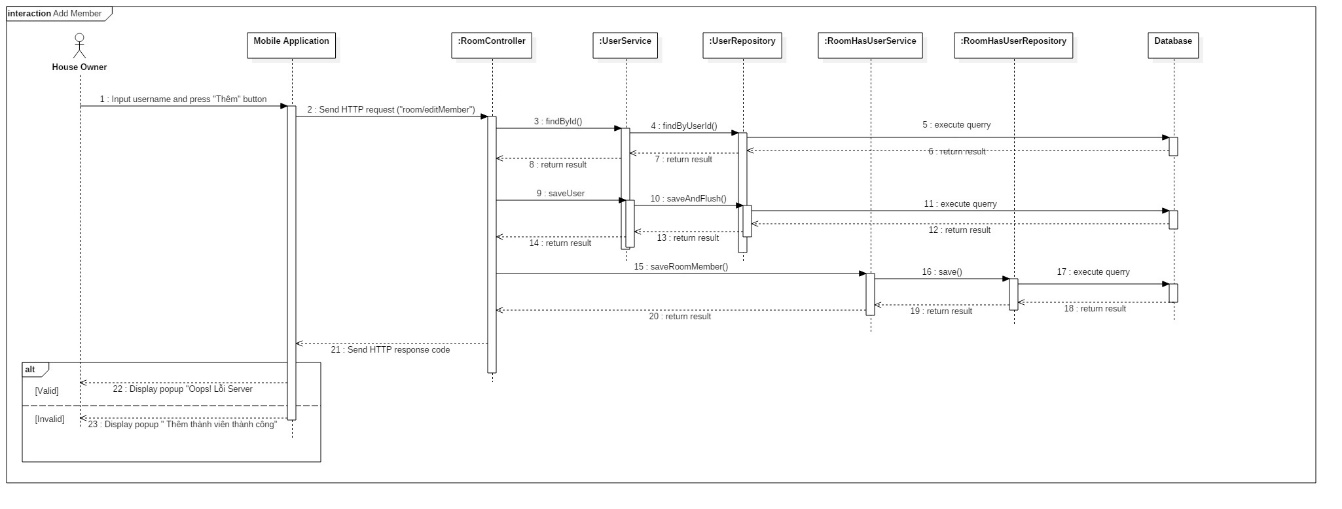 interaction Add Member
House Owner
Mobile Application
:RoomController
:UserService
:UserRepository
:RoomHasUserService
:RoomHasUserRepository
Database
1 : Input username and press "Thêm" button
2 : Send HTTP request ("room/editMember")
3 : findById()
4 : findByUserId()
5 : execute querry
6 : return result
7 : return result
8 : return result
9 : saveUser
10 : saveAndFlush()
11 : execute querry
12 : return result
13 : return result
14 : return result
15 : saveRoomMember()
16 : save()
17 : execute querry
18 : return result
19 : return result
20 : return result
21 : Send HTTP response code
alt
22 : Display popup "Oops! Lỗi Server
[Valid]
[Invalid]
23 : Display popup " Thêm thành viên thành công"